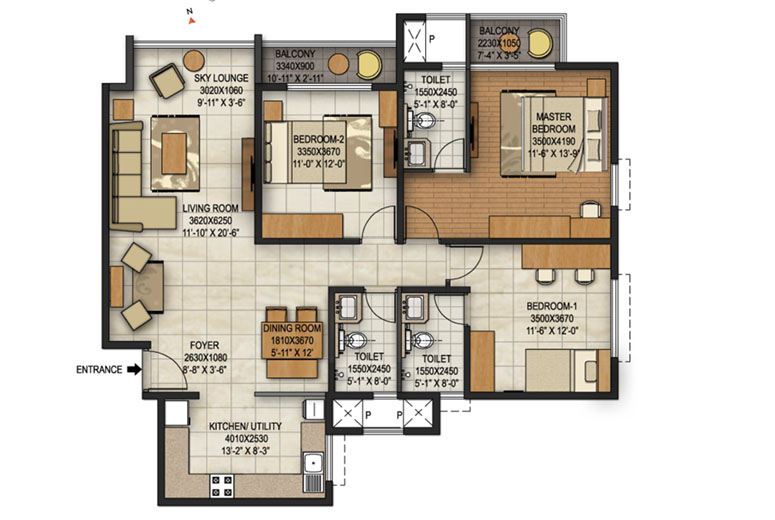 N
SKY LOUNGE
3020X1060
9'-11" X 3'-6"
BALCONY
3340X900
10'-11" X 2'-11"
P
BALCONY
2230X1050
7'-4" X 3'-5"
TOILET
1550X2450
5'-1" X 8'-0"
MASTER
BEDROOM
3500X4190
11'-6" X 13'-9"
BEDROOM-2
3350X3670
11'-0" X 12'-0"
LIVING ROOM
3620X6250
11'-10" X 20'-6"
BEDROOM-1
3500X3670
11'-6" X 12'-0"
FOYER
2630X1080
8'-8" X 3'-6"
DINING ROOM
1810X3670
5'-11" X 12'
TOILET
1550X2450
5'-1" X 8'-0"
TOILET
1550X2450
5'-1" X 8'-0"
ENTRANCE
P
P
KITCHEN/ UTILITY
4010X2530
13'-2" X 8'-3"